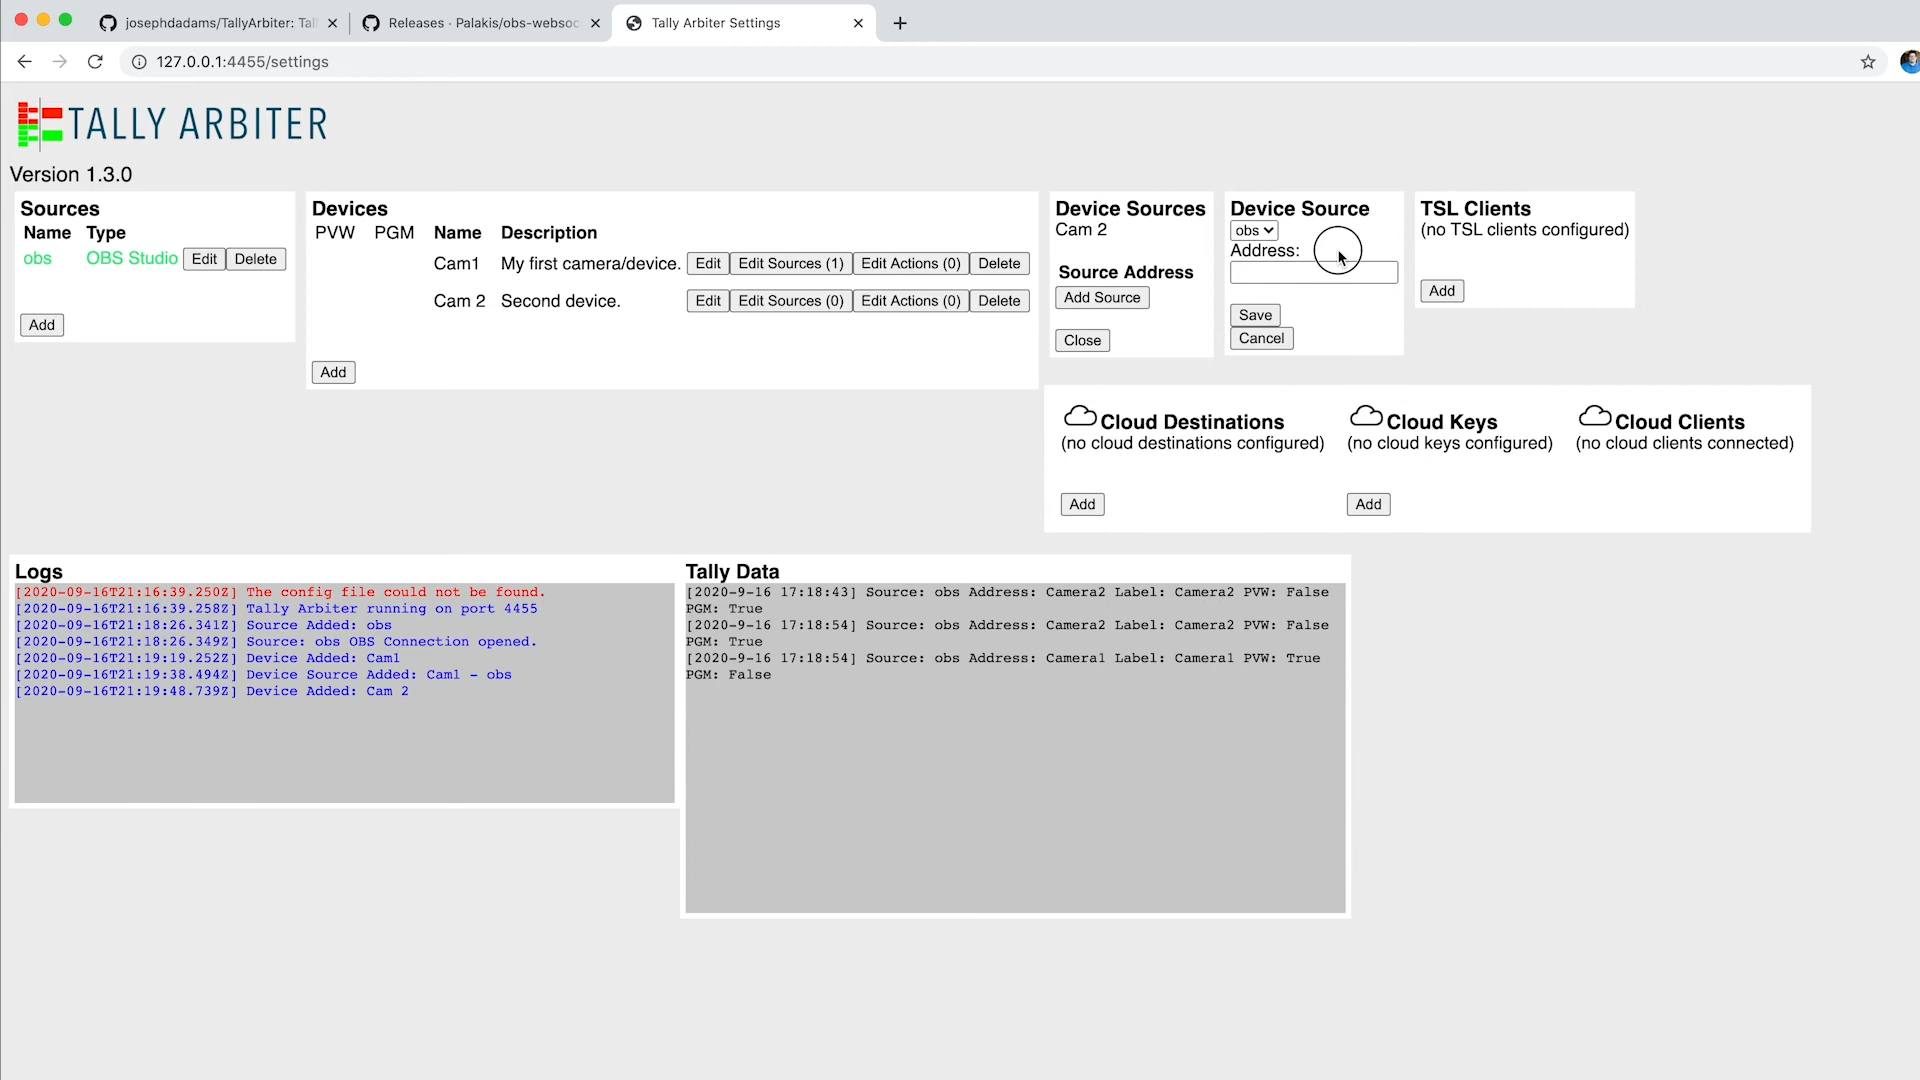 josephdadams/TallyArbiter: Tal
Releases · Palakis/obs-websoc
Tally Arbiter Settings
127.0.0.1:4455/settings
TALLY ARBITER
Version 1.3.0
Sources
Name Type
obs OBS Studio Edit Delete
Add
Devices
PVW PGM Name Description
Cam1 My first camera/device. Edit Edit Sources (1) Edit Actions (0) Delete
Cam 2 Second device. Edit Edit Sources (0) Edit Actions (0) Delete
Add
Device Sources
Cam 2
Source Address
Add Source
Close
Device Source
obs
Address:
Save
Cancel
TSL Clients
(no TSL clients configured)
Add
Cloud Destinations
(no cloud destinations configured)
Add
Cloud Keys
(no cloud keys configured)
Add
Cloud Clients
(no cloud clients connected)
Logs
[2020-09-16T21:16:39.250Z] The config file could not be found.
[2020-09-16T21:16:39.258Z] Tally Arbiter running on port 4455
[2020-09-16T21:18:26.341Z] Source Added: obs
[2020-09-16T21:18:26.349Z] Source: obs OBS Connection opened.
[2020-09-16T21:19:19.252Z] Device Added: Cam1
[2020-09-16T21:19:38.494Z] Device Source Added: Cam1 - obs
[2020-09-16T21:19:48.739Z] Device Added: Cam 2
Tally Data
[2020-9-16 17:18:43] Source: obs Address: Camera2 Label: Camera2 PVW: False
PGM: True
[2020-9-16 17:18:54] Source: obs Address: Camera2 Label: Camera2 PVW: False
PGM: True
[2020-9-16 17:18:54] Source: obs Address: Camera1 Label: Camera1 PVW: True
PGM: False